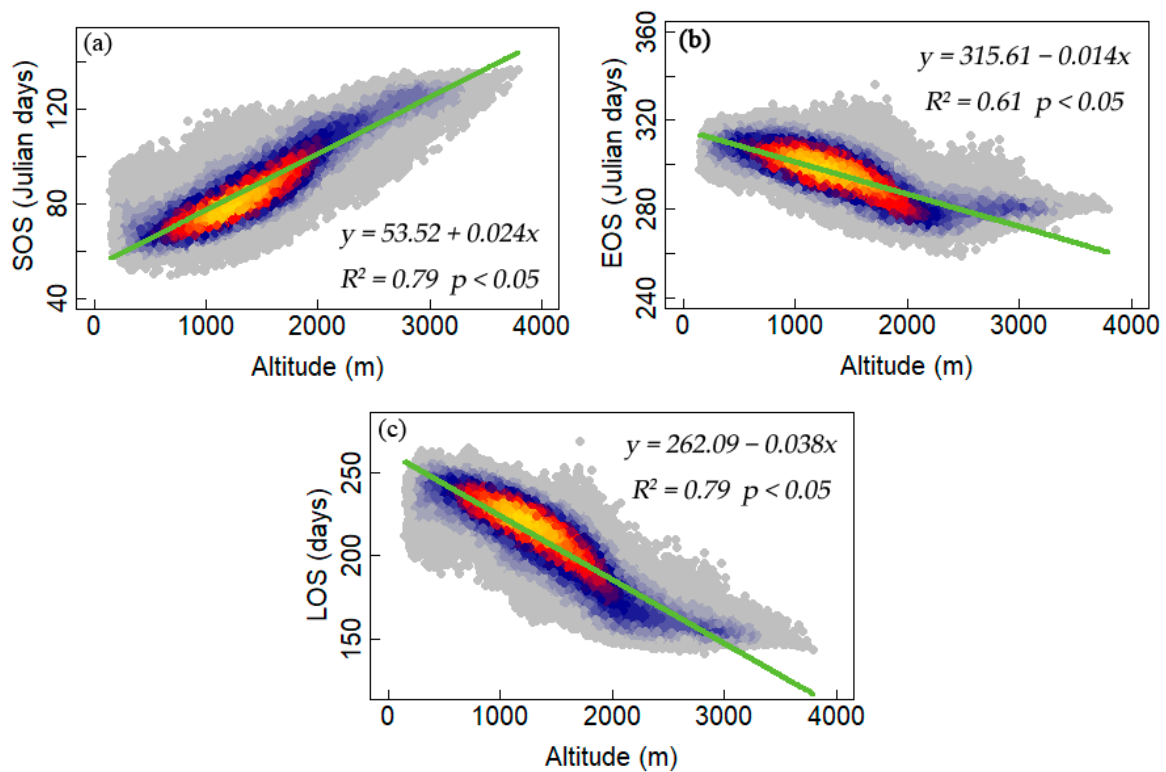 (a)
SOS (Julian days)
40 80 120
y = 53.52 + 0.024x
R² = 0.79 p < 0.05
0 1000 2000 3000 4000
Altitude (m)
(b)
EOS (Julian days)
240 280 320 360
y = 315.61 − 0.014x
R² = 0.61 p < 0.05
0 1000 2000 3000 4000
Altitude (m)
(c)
LOS (days)
150 200 250
y = 262.09 − 0.038x
R² = 0.79 p < 0.05
0 1000 2000 3000 4000
Altitude (m)